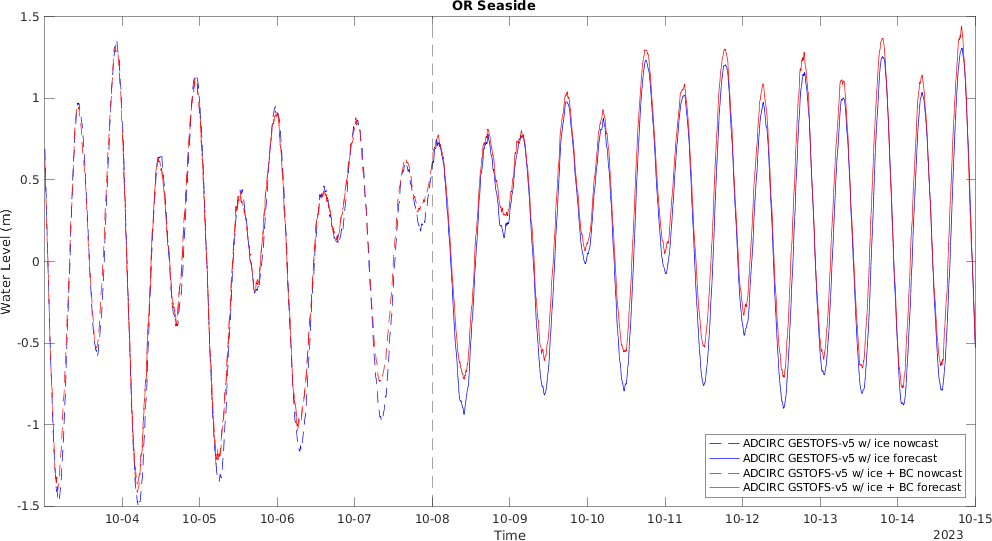 OR Seaside
1.5
1
0.5
0
-0.5
-1
-1.5
Water Level (m)
ADCIRC GESTOFS-v5 w/ ice nowcast
ADCIRC GESTOFS-v5 w/ ice forecast
ADCIRC GSTOFS-v5 w/ ice + BC nowcast
ADCIRC GSTOFS-v5 w/ ice + BC forecast
10-04 10-05 10-06 10-07 10-08 10-09 10-10 10-11 10-12 10-13 10-14 10-15
Time
2023